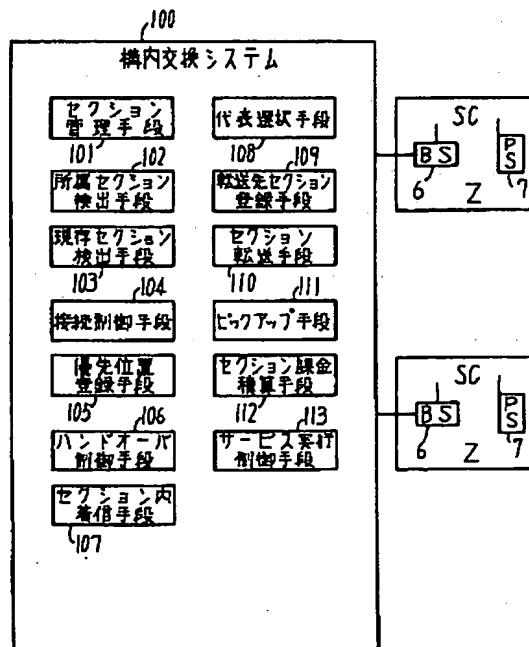 100
構内交換システム
セクション
管理手段
101
102
所属セクション
検出手段
現存セクション
検出手段
103
104
接続制御手段
優先位置
登録手段
105
106
ハンドオーバ
制御手段
セクション内
着信手段
107
代表選択手段
108
109
転送先セクション
登録手段
セクション
転送手段
110
111
ピックアップ手段
セクション課金
積算手段
112
113
サービス実行
制御手段
SC
BS
PS
6
Z
7
SC
BS
PS
6
Z
7